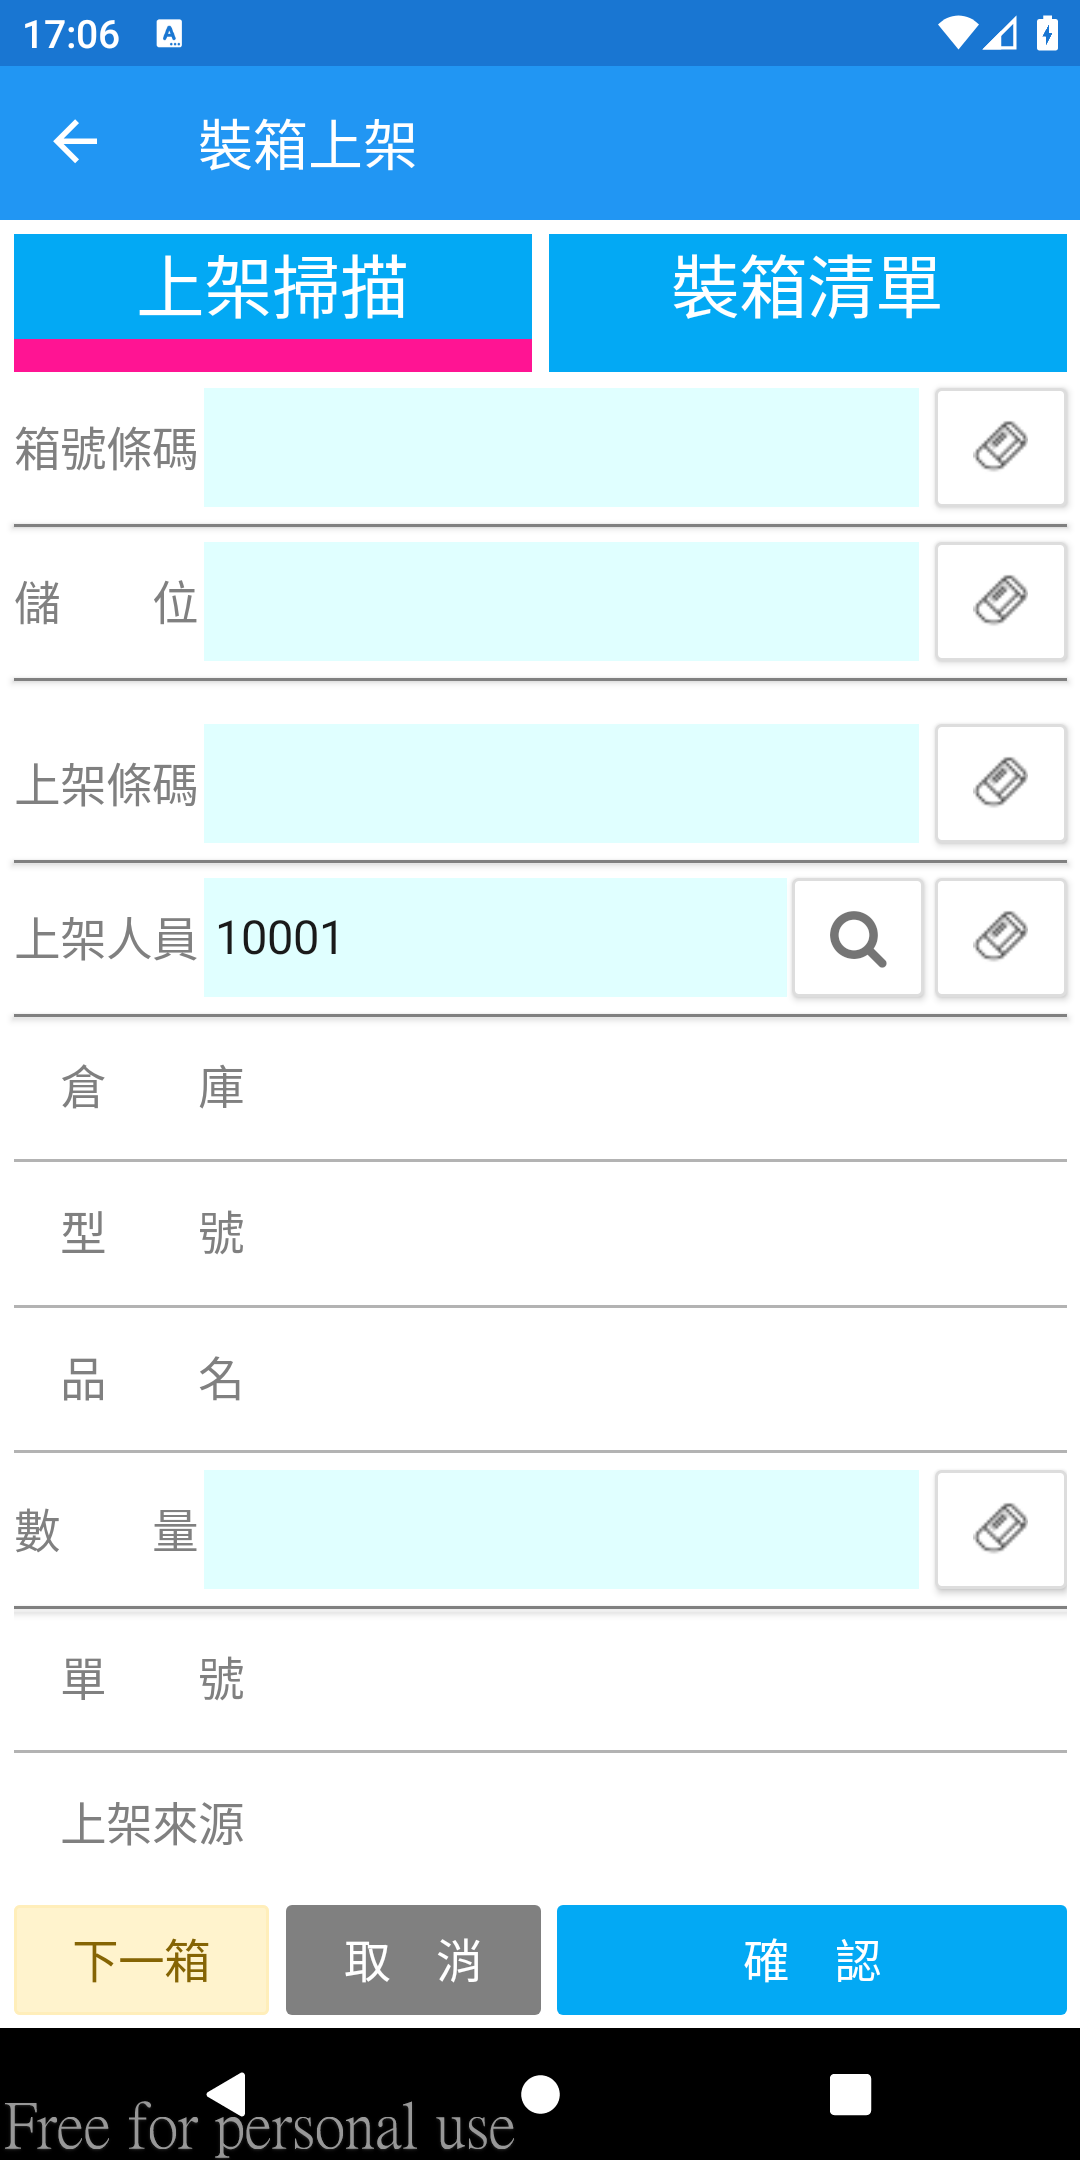 17:06
裝箱上架
上架掃描 裝箱清單
箱號條碼
儲　　位
上架條碼
上架人員 10001
倉　　庫
型　　號
品　　名
數　　量
單　　號
上架來源
下一箱 取　消 確　認
Free for personal use